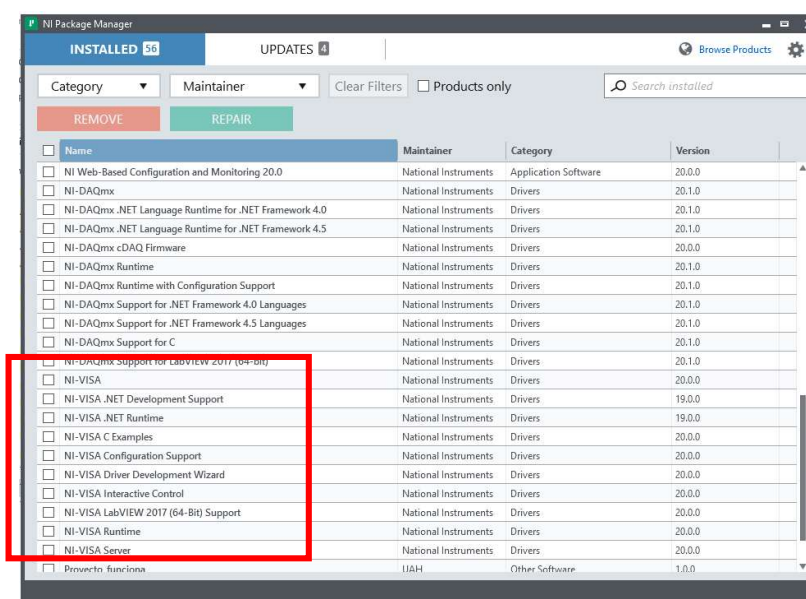 NI Package Manager
INSTALLED 56 UPDATES 4 Browse Products
Category Maintainer Clear Filters Products only Search installed
REMOVE REPAIR
Name Maintainer Category Version
NI Web-Based Configuration and Monitoring 20.0 National Instruments Application Software 20.0.0
NI-DAQmx National Instruments Drivers 20.1.0
NI-DAQmx .NET Language Runtime for .NET Framework 4.0 National Instruments Drivers 20.1.0
NI-DAQmx .NET Language Runtime for .NET Framework 4.5 National Instruments Drivers 20.1.0
NI-DAQmx cDAQ Firmware National Instruments Drivers 20.0.0
NI-DAQmx Runtime National Instruments Drivers 20.1.0
NI-DAQmx Runtime with Configuration Support National Instruments Drivers 20.1.0
NI-DAQmx Support for .NET Framework 4.0 Languages National Instruments Drivers 20.1.0
NI-DAQmx Support for .NET Framework 4.5 Languages National Instruments Drivers 20.1.0
NI-DAQmx Support for C National Instruments Drivers 20.1.0
NI-DAQmx Support for LabVIEW 2017 (64-bit) National Instruments Drivers 20.1.0
NI-VISA National Instruments Drivers 20.0.0
NI-VISA .NET Development Support National Instruments Drivers 19.0.0
NI-VISA .NET Runtime National Instruments Drivers 19.0.0
NI-VISA C Examples National Instruments Drivers 20.0.0
NI-VISA Configuration Support National Instruments Drivers 20.0.0
NI-VISA Driver Development Wizard National Instruments Drivers 20.0.0
NI-VISA Interactive Control National Instruments Drivers 20.0.0
NI-VISA LabVIEW 2017 (64-Bit) Support National Instruments Drivers 20.0.0
NI-VISA Runtime National Instruments Drivers 20.0.0
NI-VISA Server National Instruments Drivers 20.0.0
Proyecto_funciona UAH Other Software 1.0.0